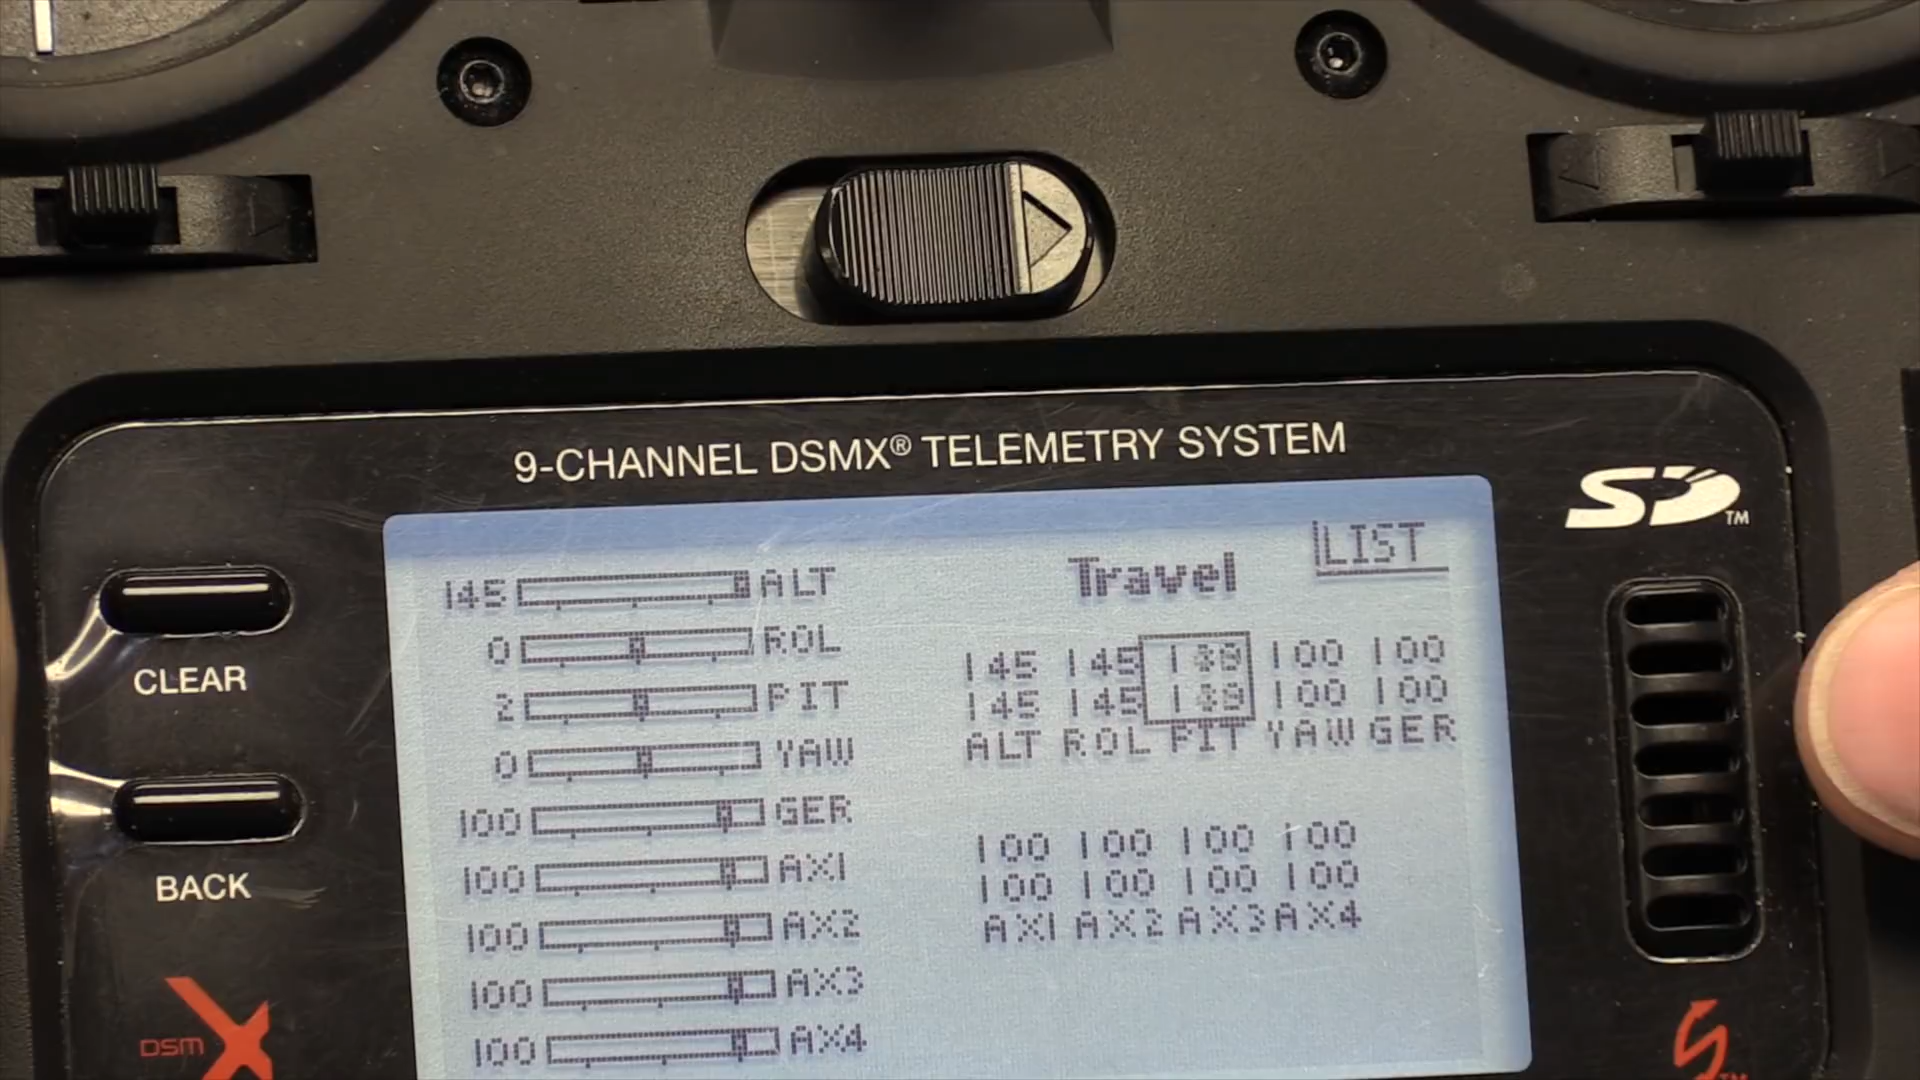 9-CHANNEL DSMX® TELEMETRY SYSTEM
SD™
LIST
Travel
145 ALT
0 ROL
2 PIT
0 YAW
100 GER
100 AX1
100 AX2
100 AX3
100 AX4
145 145 100 100
145 145 100 100
ALT ROL PIT YAW GER
100 100 100 100
100 100 100 100
AX1 AX2 AX3 AX4
CLEAR
BACK
DSM X